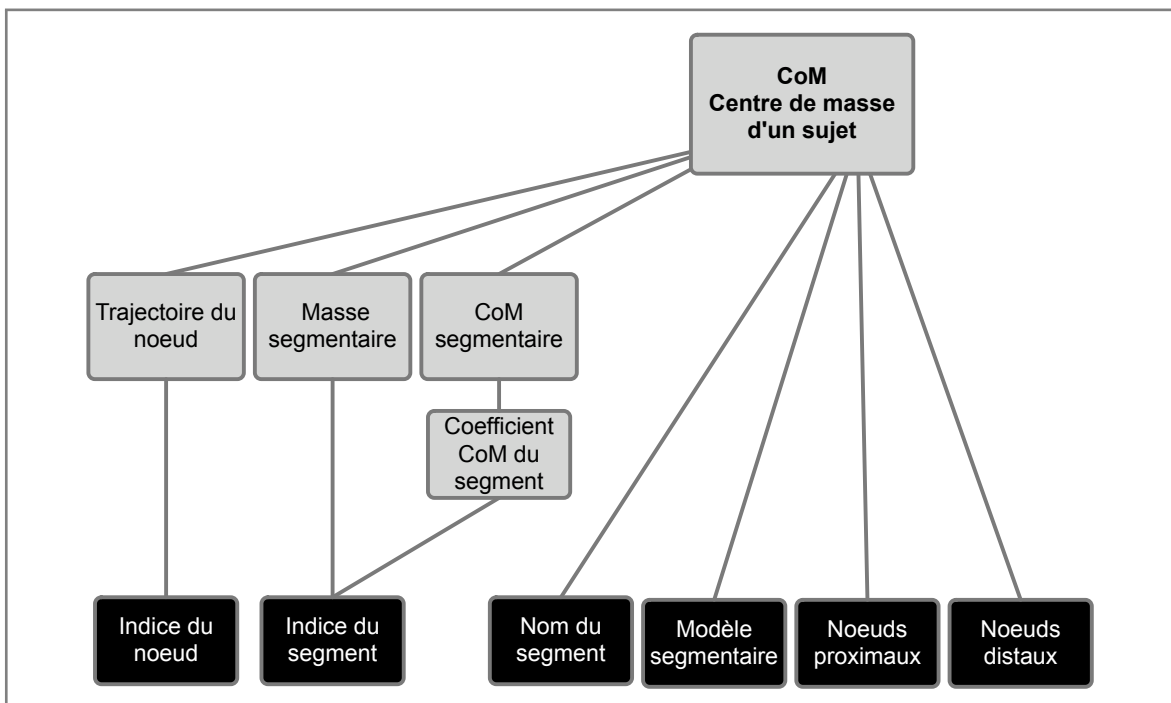 CoM
Centre de masse
d'un sujet
Trajectoire du
noeud
Masse
segmentaire
CoM
segmentaire
Coefficient
CoM du
segment
Indice du
noeud
Indice du
segment
Nom du
segment
Modèle
segmentaire
Noeuds
proximaux
Noeuds
distaux